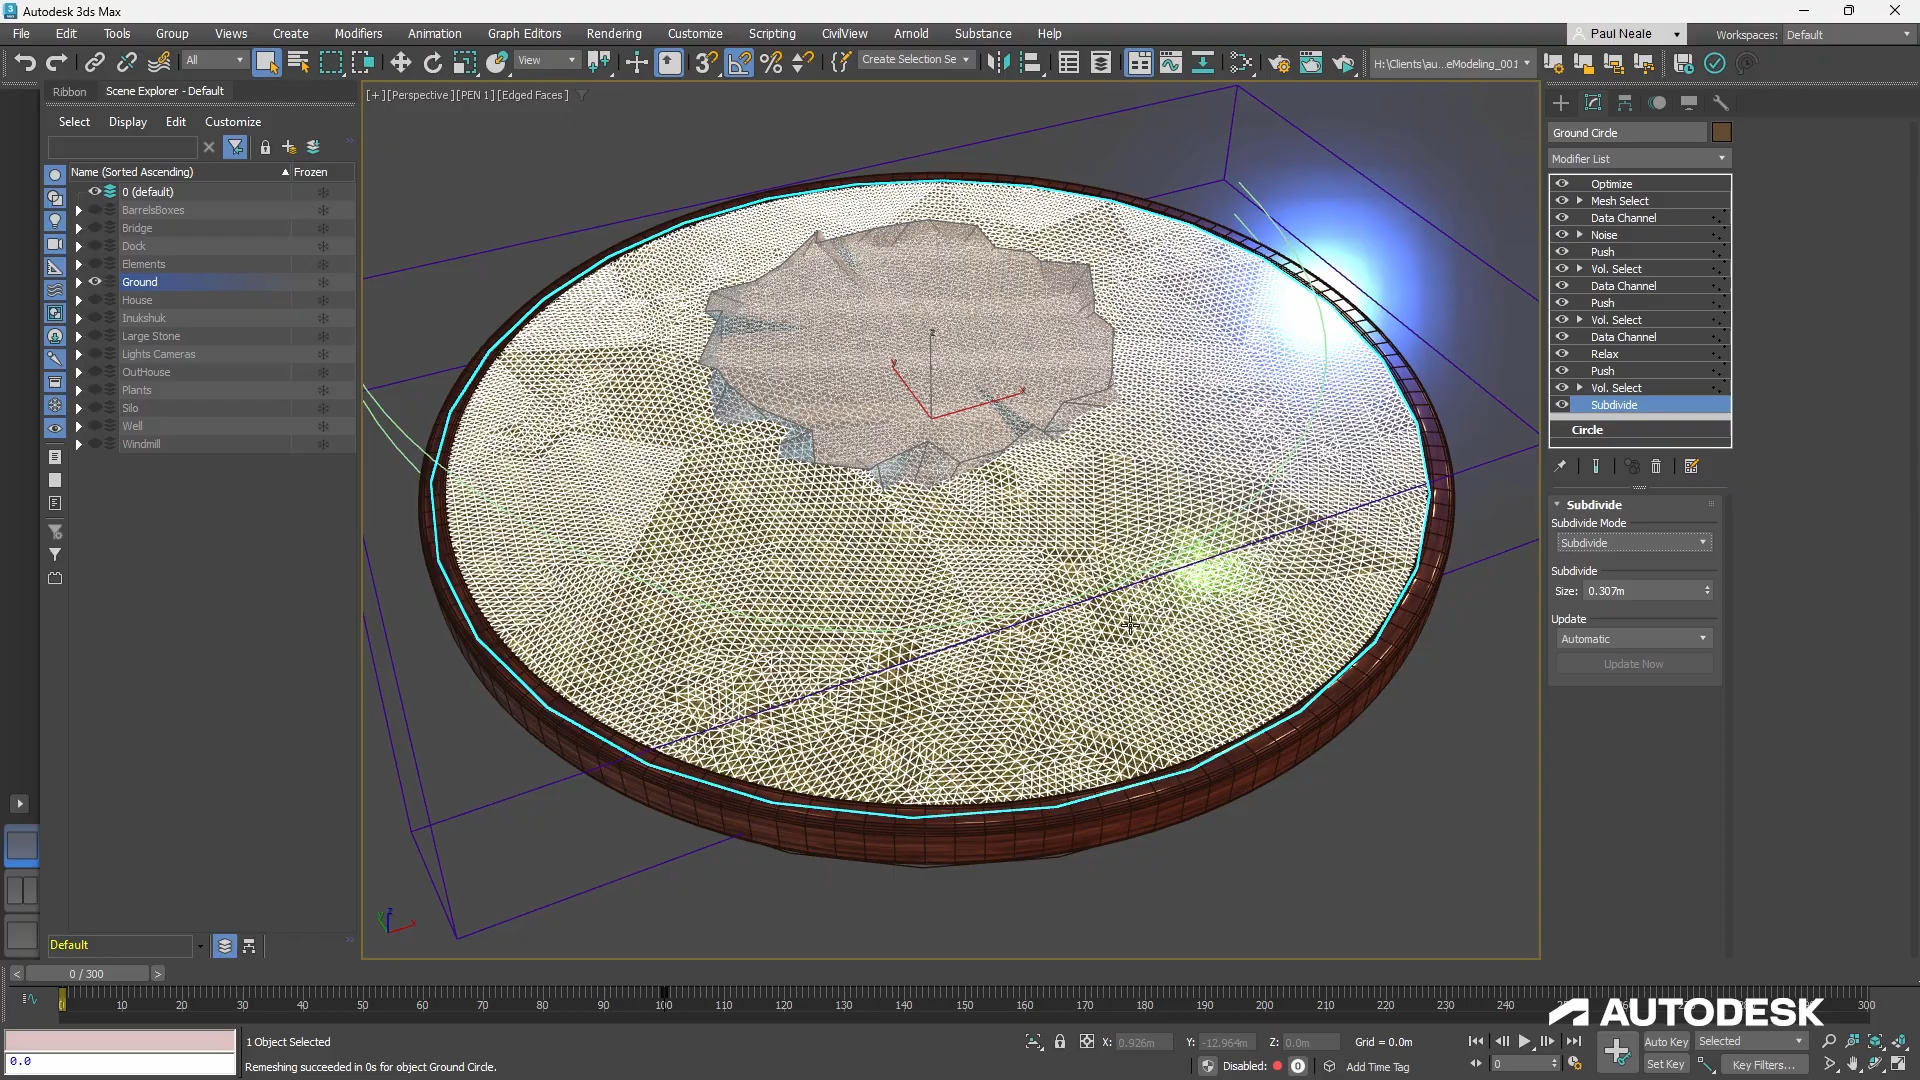 Autodesk 3ds Max
File Edit Tools Group Views Create Modifiers Animation Graph Editors Rendering Customize Scripting CivilView Arnold Substance Help
Paul Neale
Workspaces: Default
All
View
Create Selection Se
H:\Clients\au...eModeling_001
Ribbon Scene Explorer - Default
[+][Perspective][PEN 1][Edged Faces]
Select Display Edit Customize
Name (Sorted Ascending) Frozen
0 (default)
BarrelsBoxes
Bridge
Dock
Elements
Ground
House
Inukshuk
Large Stone
Lights Cameras
OutHouse
Plants
Silo
Well
Windmill
Default
Ground Circle
Modifier List
Optimize
Mesh Select
Data Channel
Noise
Push
Vol. Select
Data Channel
Push
Vol. Select
Data Channel
Relax
Push
Vol. Select
Subdivide
Circle
Subdivide
Subdivide Mode
Subdivide
Subdivide
Size: 0.307m
Update
Automatic
Update Now
< 0 / 300 >
0 10 20 30 40 50 60 70 80 90 100 110 120 130 140 150 160 170 180 190 200 210 220 230 240 300
AUTODESK
0.0
1 Object Selected
Remeshing succeeded in 0s for object Ground Circle.
X: 0.926m Y: -12.964m Z: 0.0m Grid = 0.0m
Disabled: 0 Add Time Tag
0
Auto Key Selected
Set Key Key Filters...